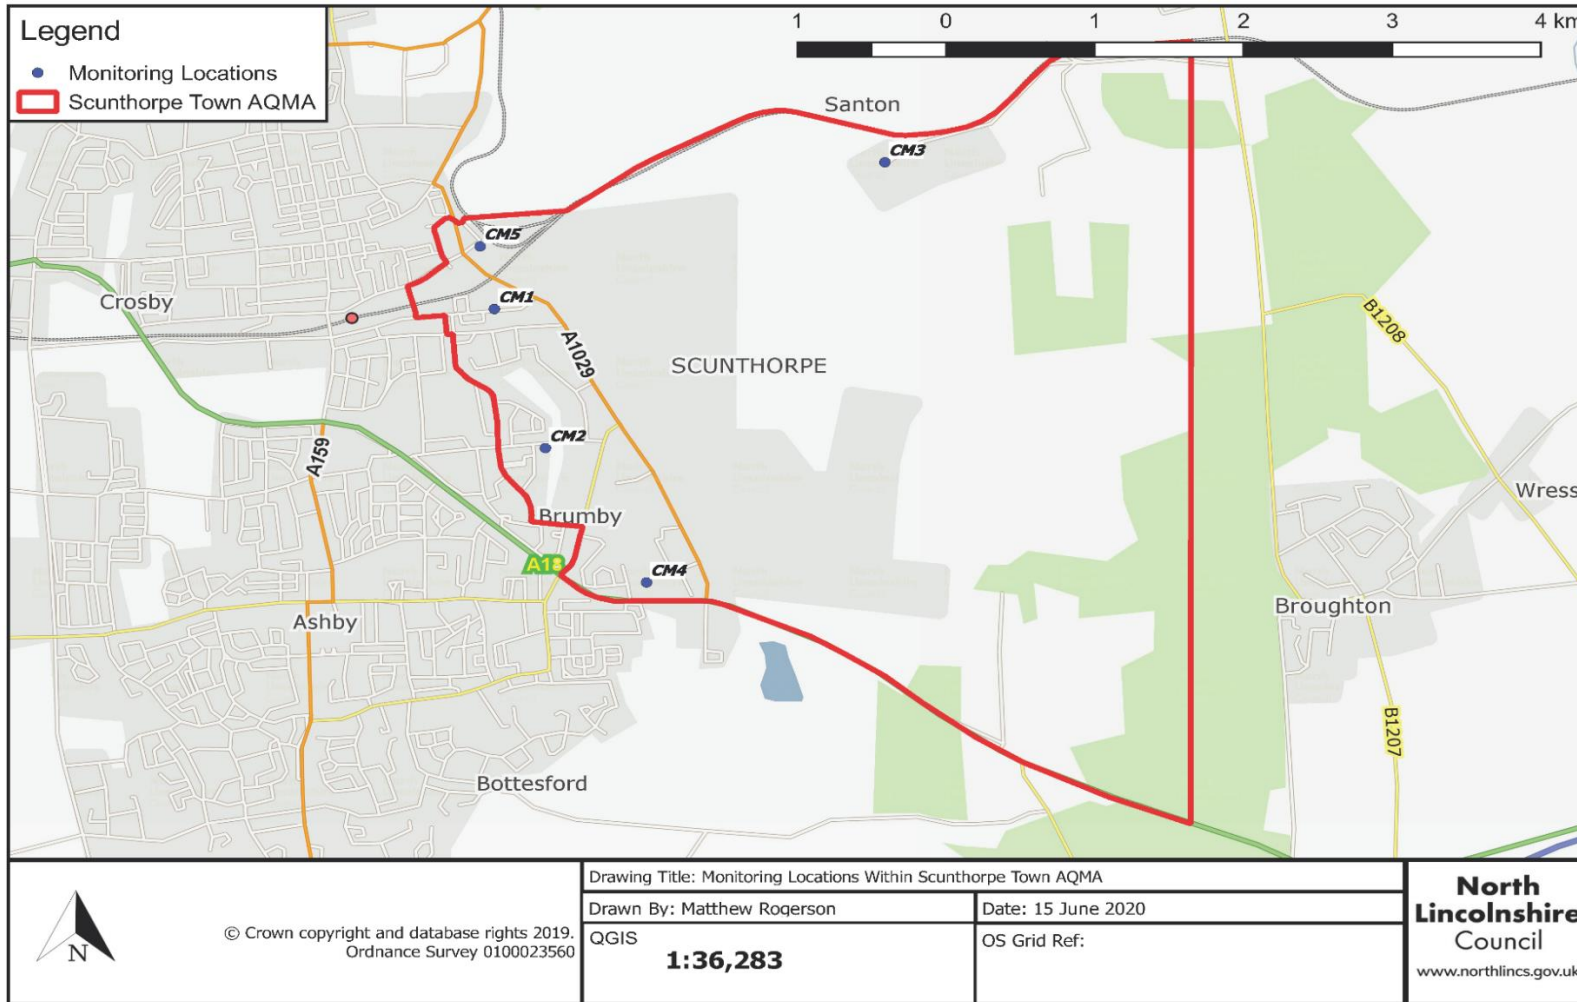 Legend
Monitoring Locations
Scunthorpe Town AQMA
1 0 1 2 3 4 km
Santon
CM3
CM5
CM1
Crosby
A1029
SCUNTHORPE
B1208
A159
CM2
Wress
Brumby
A18
CM4
Broughton
Ashby
B1207
Bottesford
N
© Crown copyright and database rights 2019.
Ordnance Survey 0100023560
Drawing Title: Monitoring Locations Within Scunthorpe Town AQMA
Drawn By: Matthew Rogerson
Date: 15 June 2020
QGIS
1:36,283
OS Grid Ref:
North
Lincolnshire
Council
www.northlincs.gov.uk